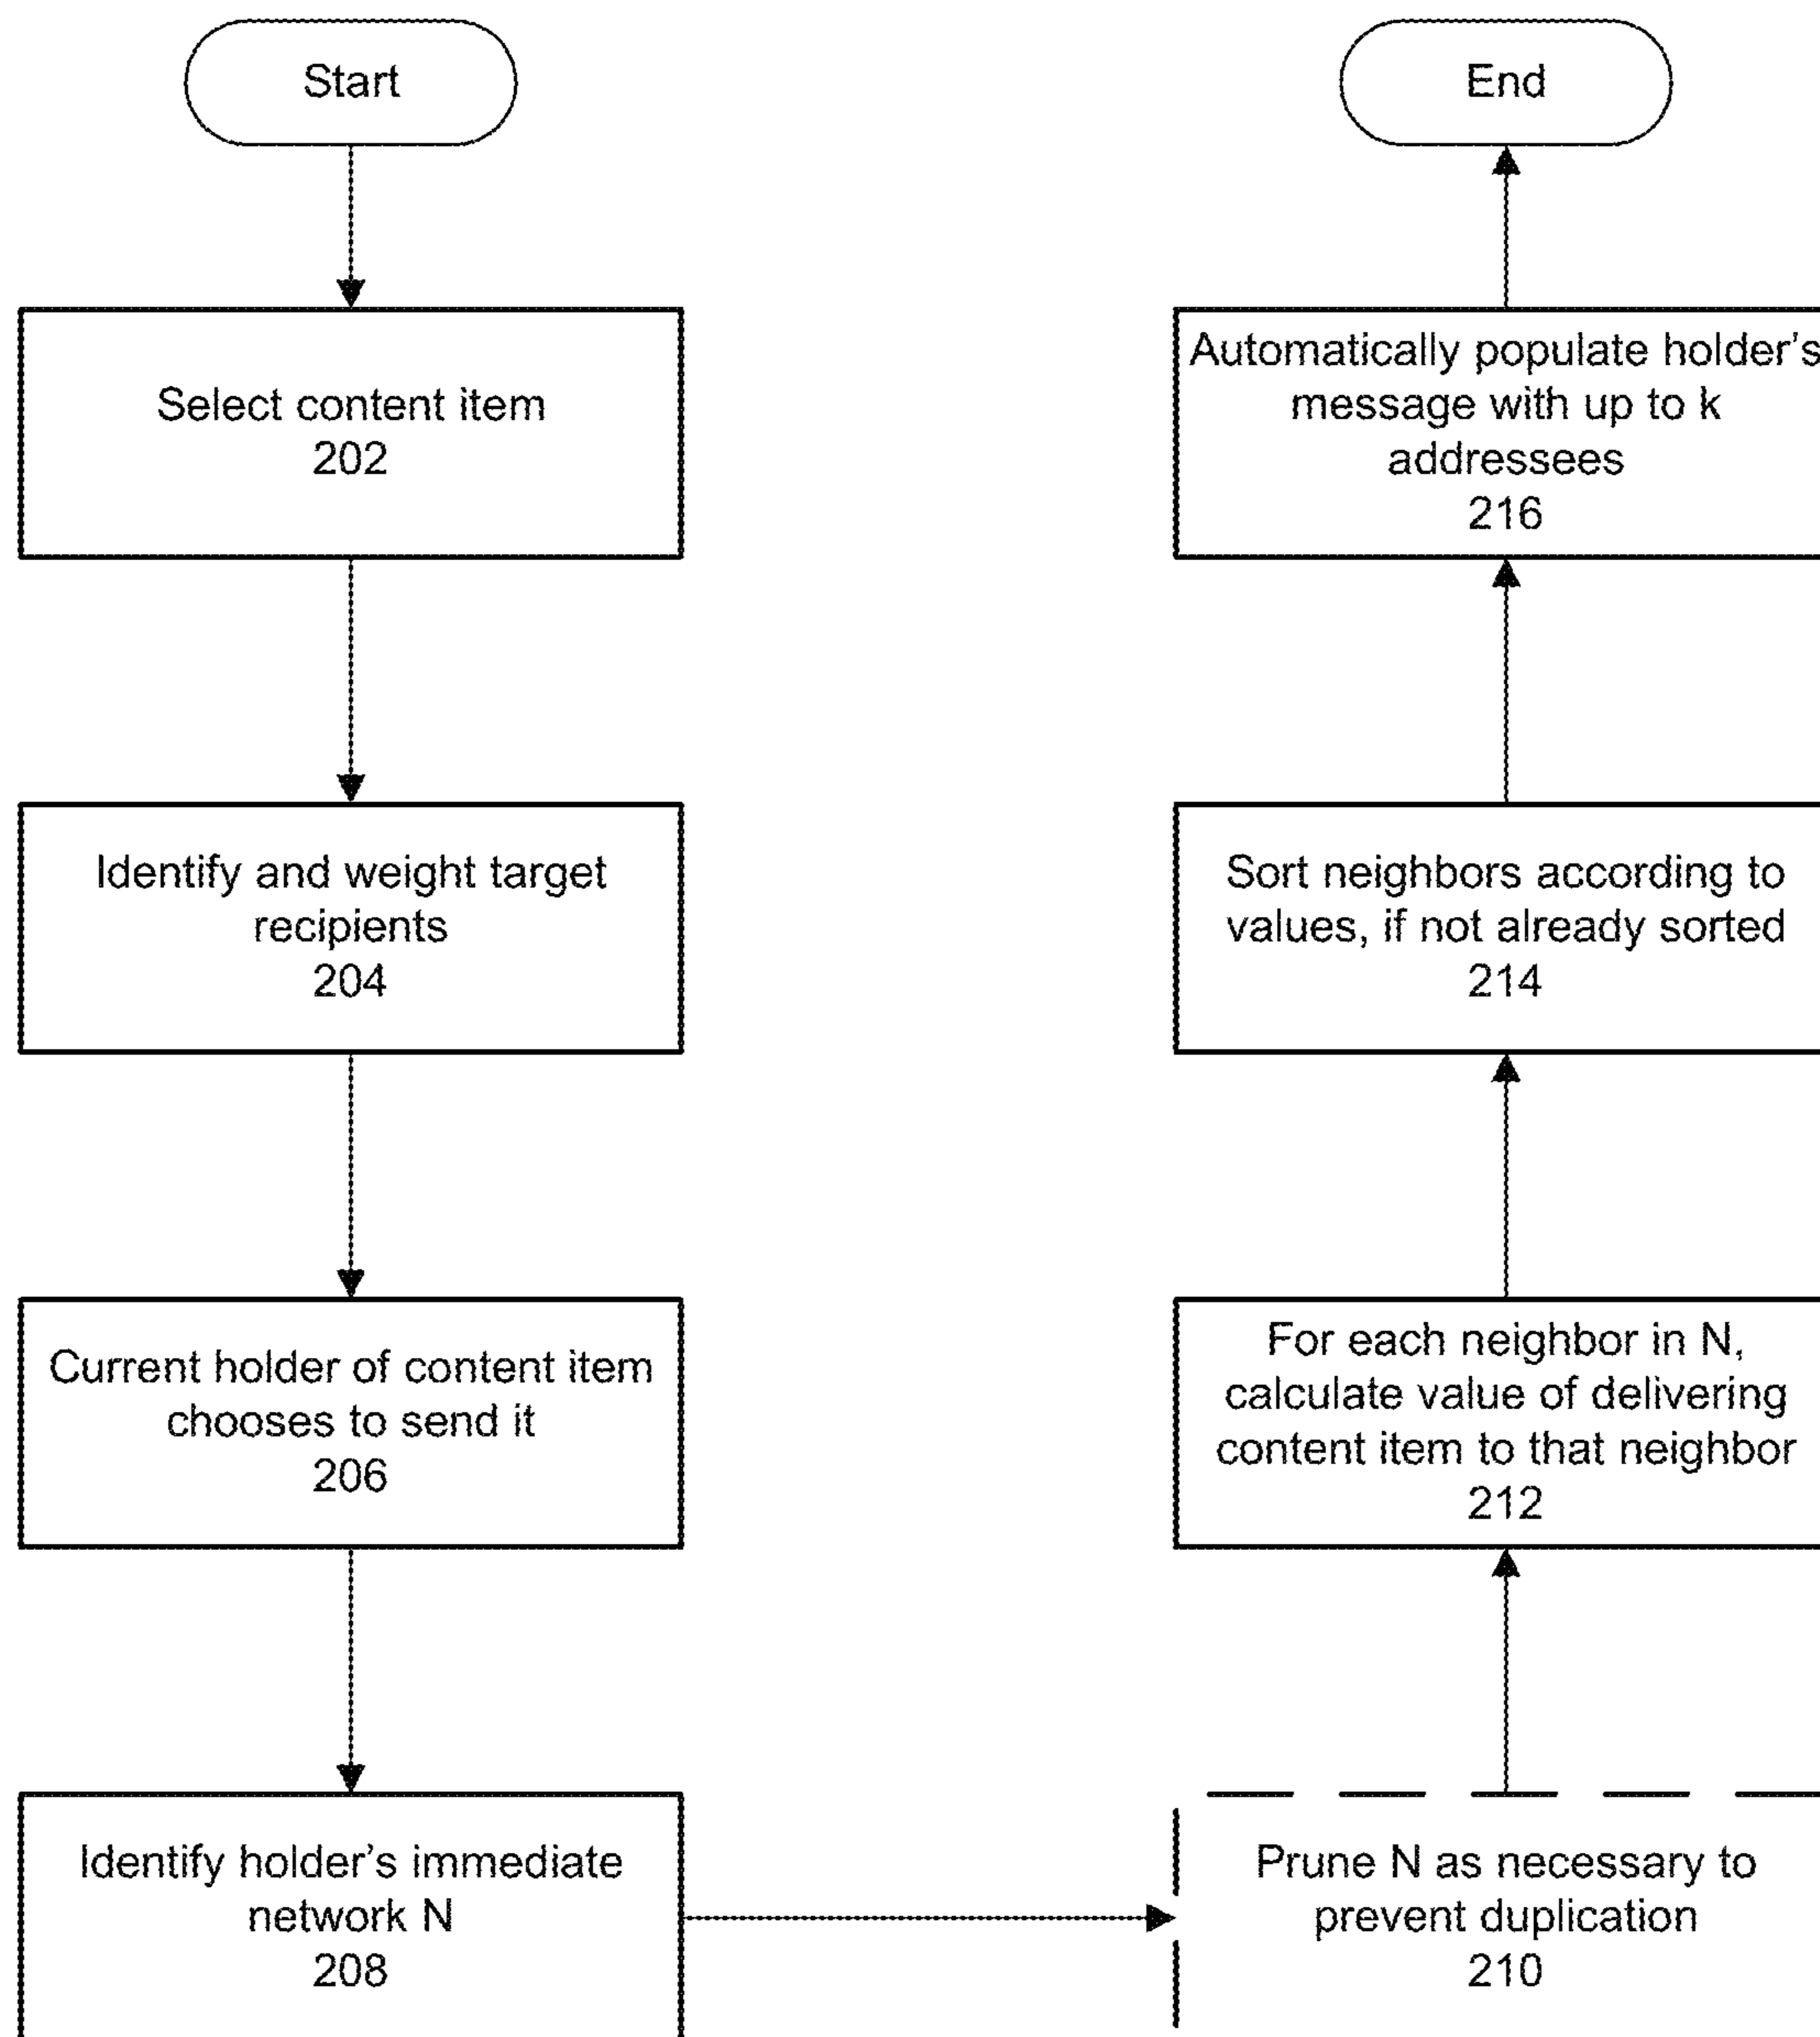 Start
Select content item
202
Identify and weight target
recipients
204
Current holder of content item
chooses to send it
206
Identify holder's immediate
network N
208
Prune N as necessary to
prevent duplication
210
For each neighbor in N,
calculate value of delivering
content item to that neighbor
212
Sort neighbors according to
values, if not already sorted
214
Automatically populate holder's
message with up to k
addressees
216
End